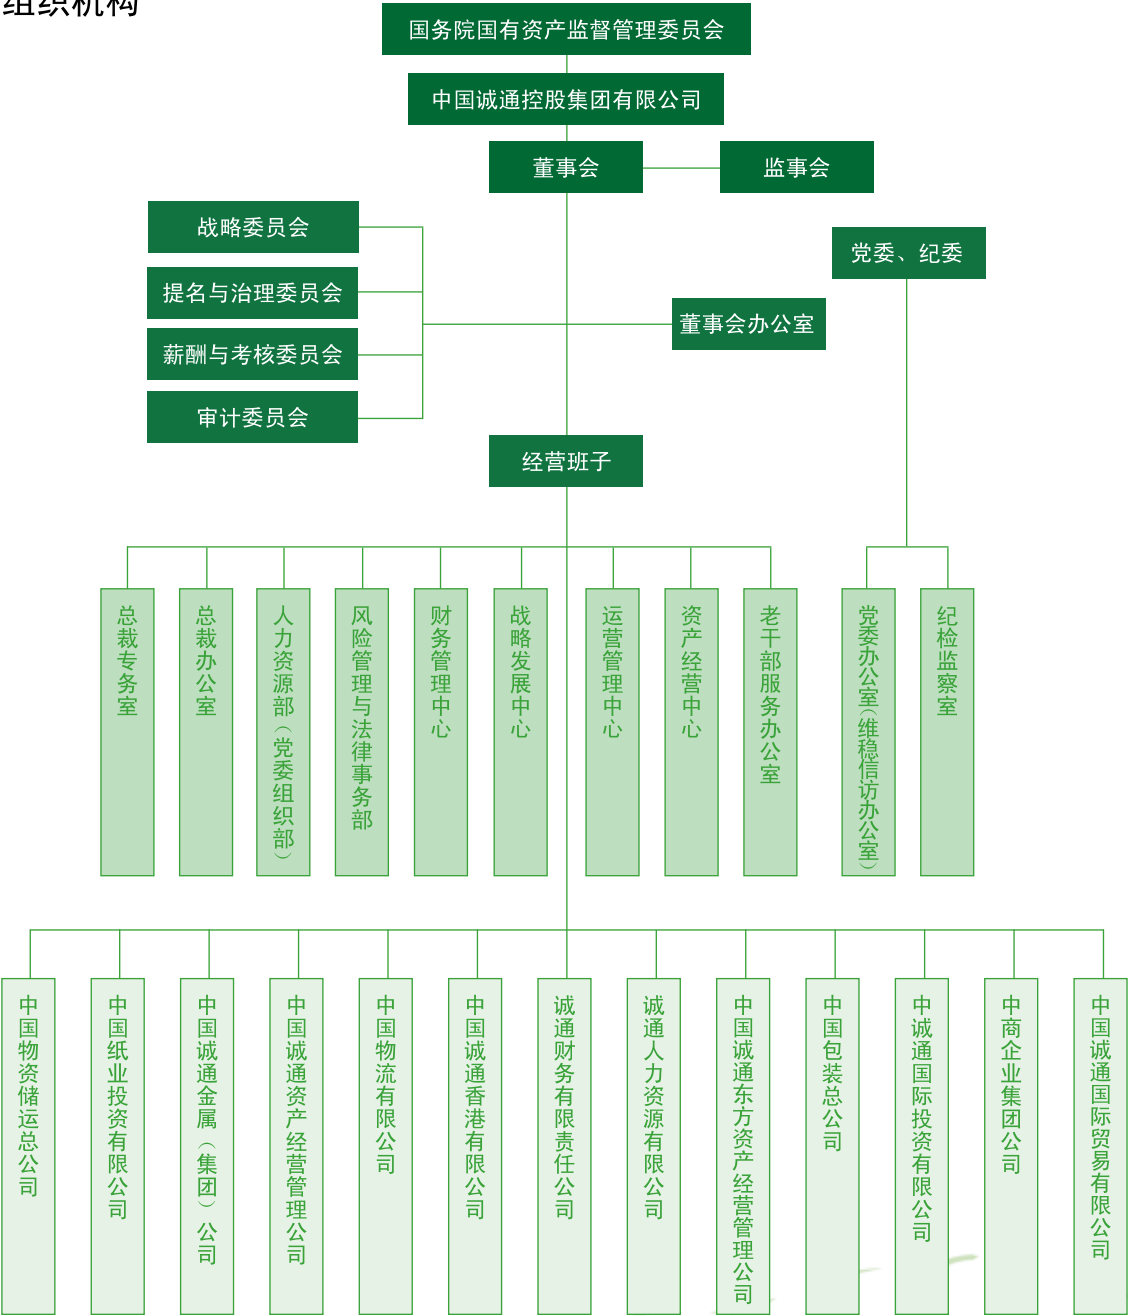 组织机构
国务院国有资产监督管理委员会
中国诚通控股集团有限公司
董事会
监事会
战略委员会
党委、纪委
提名与治理委员会
董事会办公室
薪酬与考核委员会
审计委员会
经营班子
总裁专务室
总裁办公室
人力资源部（党委组织部）
风险管理与法律事务部
财务管理中心
战略发展中心
运营管理中心
资产经营中心
老干部服务办公室
党委办公室（维稳信访办公室）
纪检监察室
中国物资储运总公司
中国纸业投资有限公司
中国诚通金属（集团）公司
中国诚通资产经营管理公司
中国物流有限公司
中国诚通香港有限公司
诚通财务有限责任公司
诚通人力资源有限公司
中国诚通东方资产经营管理公司
中国包装总公司
中诚通国际投资有限公司
中商企业集团公司
中国诚通国际贸易有限公司